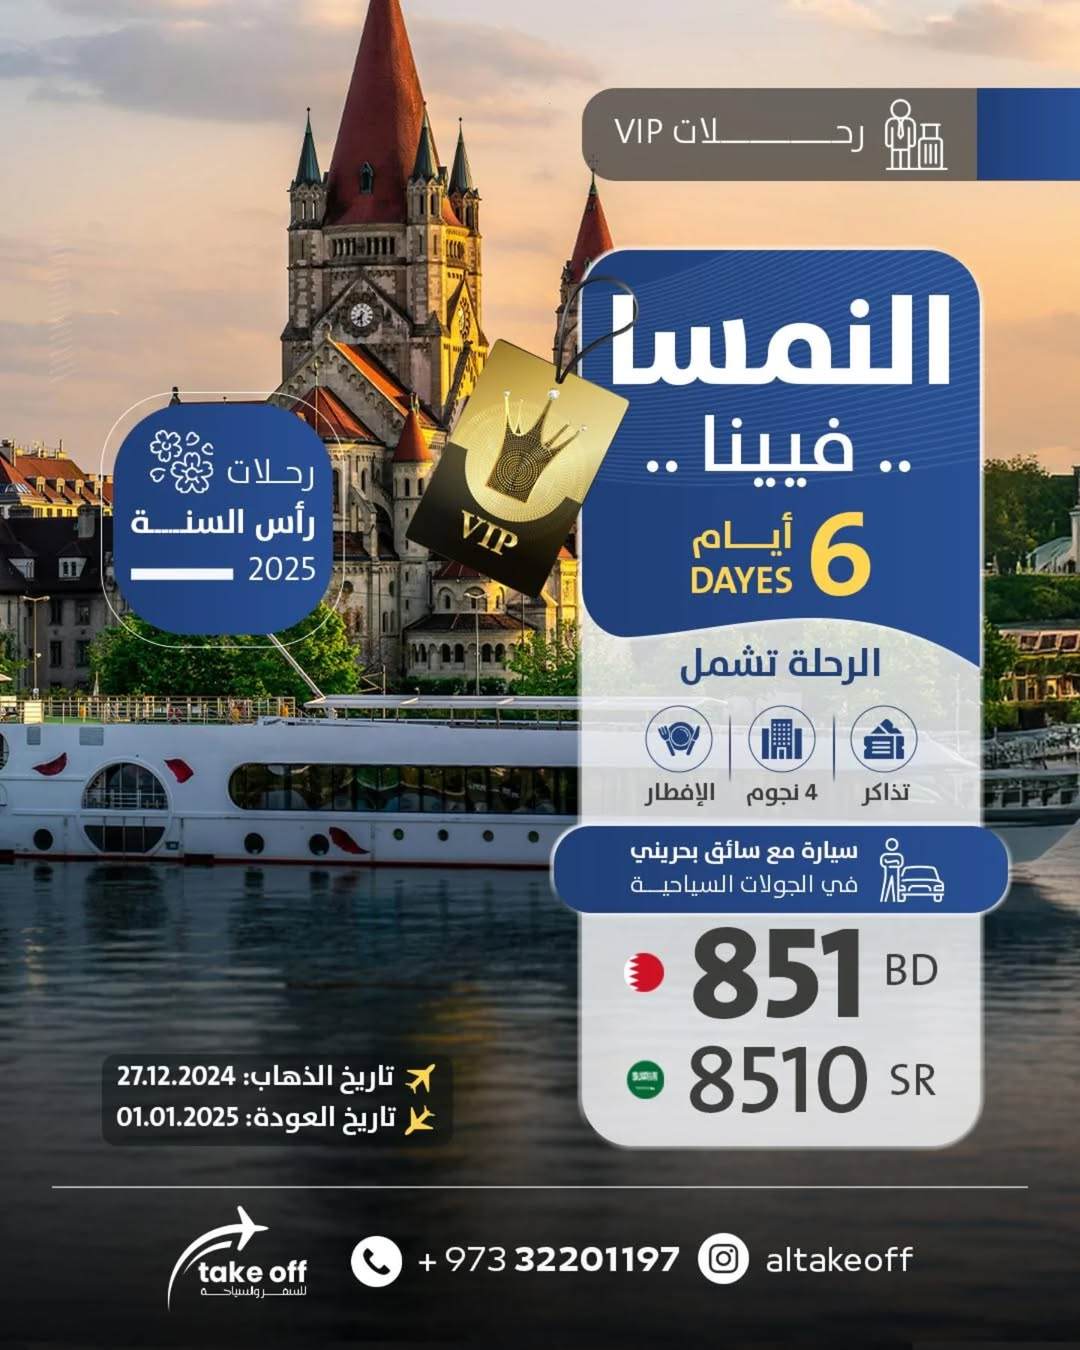 رحلات VIP
النمسا
.. فيينا ..
6 أيام
DAYES
VIP
رحلات
رأس السنة
2025
الرحلة تشمل
تذاكر
4 نجوم
الإفطار
سيارة مع سائق بحريني
في الجولات السياحية
851 BD
8510 SR
تاريخ الذهاب: 27.12.2024
تاريخ العودة: 01.01.2025
take off
للسفر والسياحة
+ 973 32201197
altakeoff